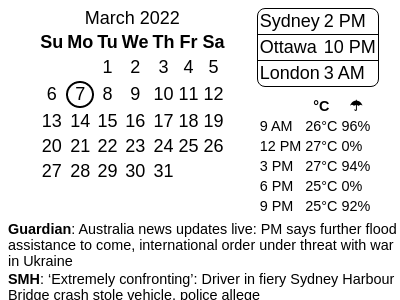 March 2022
Su Mo Tu We Th Fr Sa
1 2 3 4 5
6 7 8 9 10 11 12
13 14 15 16 17 18 19
20 21 22 23 24 25 26
27 28 29 30 31
Sydney 2 PM
Ottawa 10 PM
London 3 AM
°C ☂
9 AM 26°C 96%
12 PM 27°C 0%
3 PM 27°C 94%
6 PM 25°C 0%
9 PM 25°C 92%
Guardian: Australia news updates live: PM says further flood
assistance to come, international order under threat with war
in Ukraine
SMH: ‘Extremely confronting’: Driver in fiery Sydney Harbour
Bridge crash stole vehicle, police allege